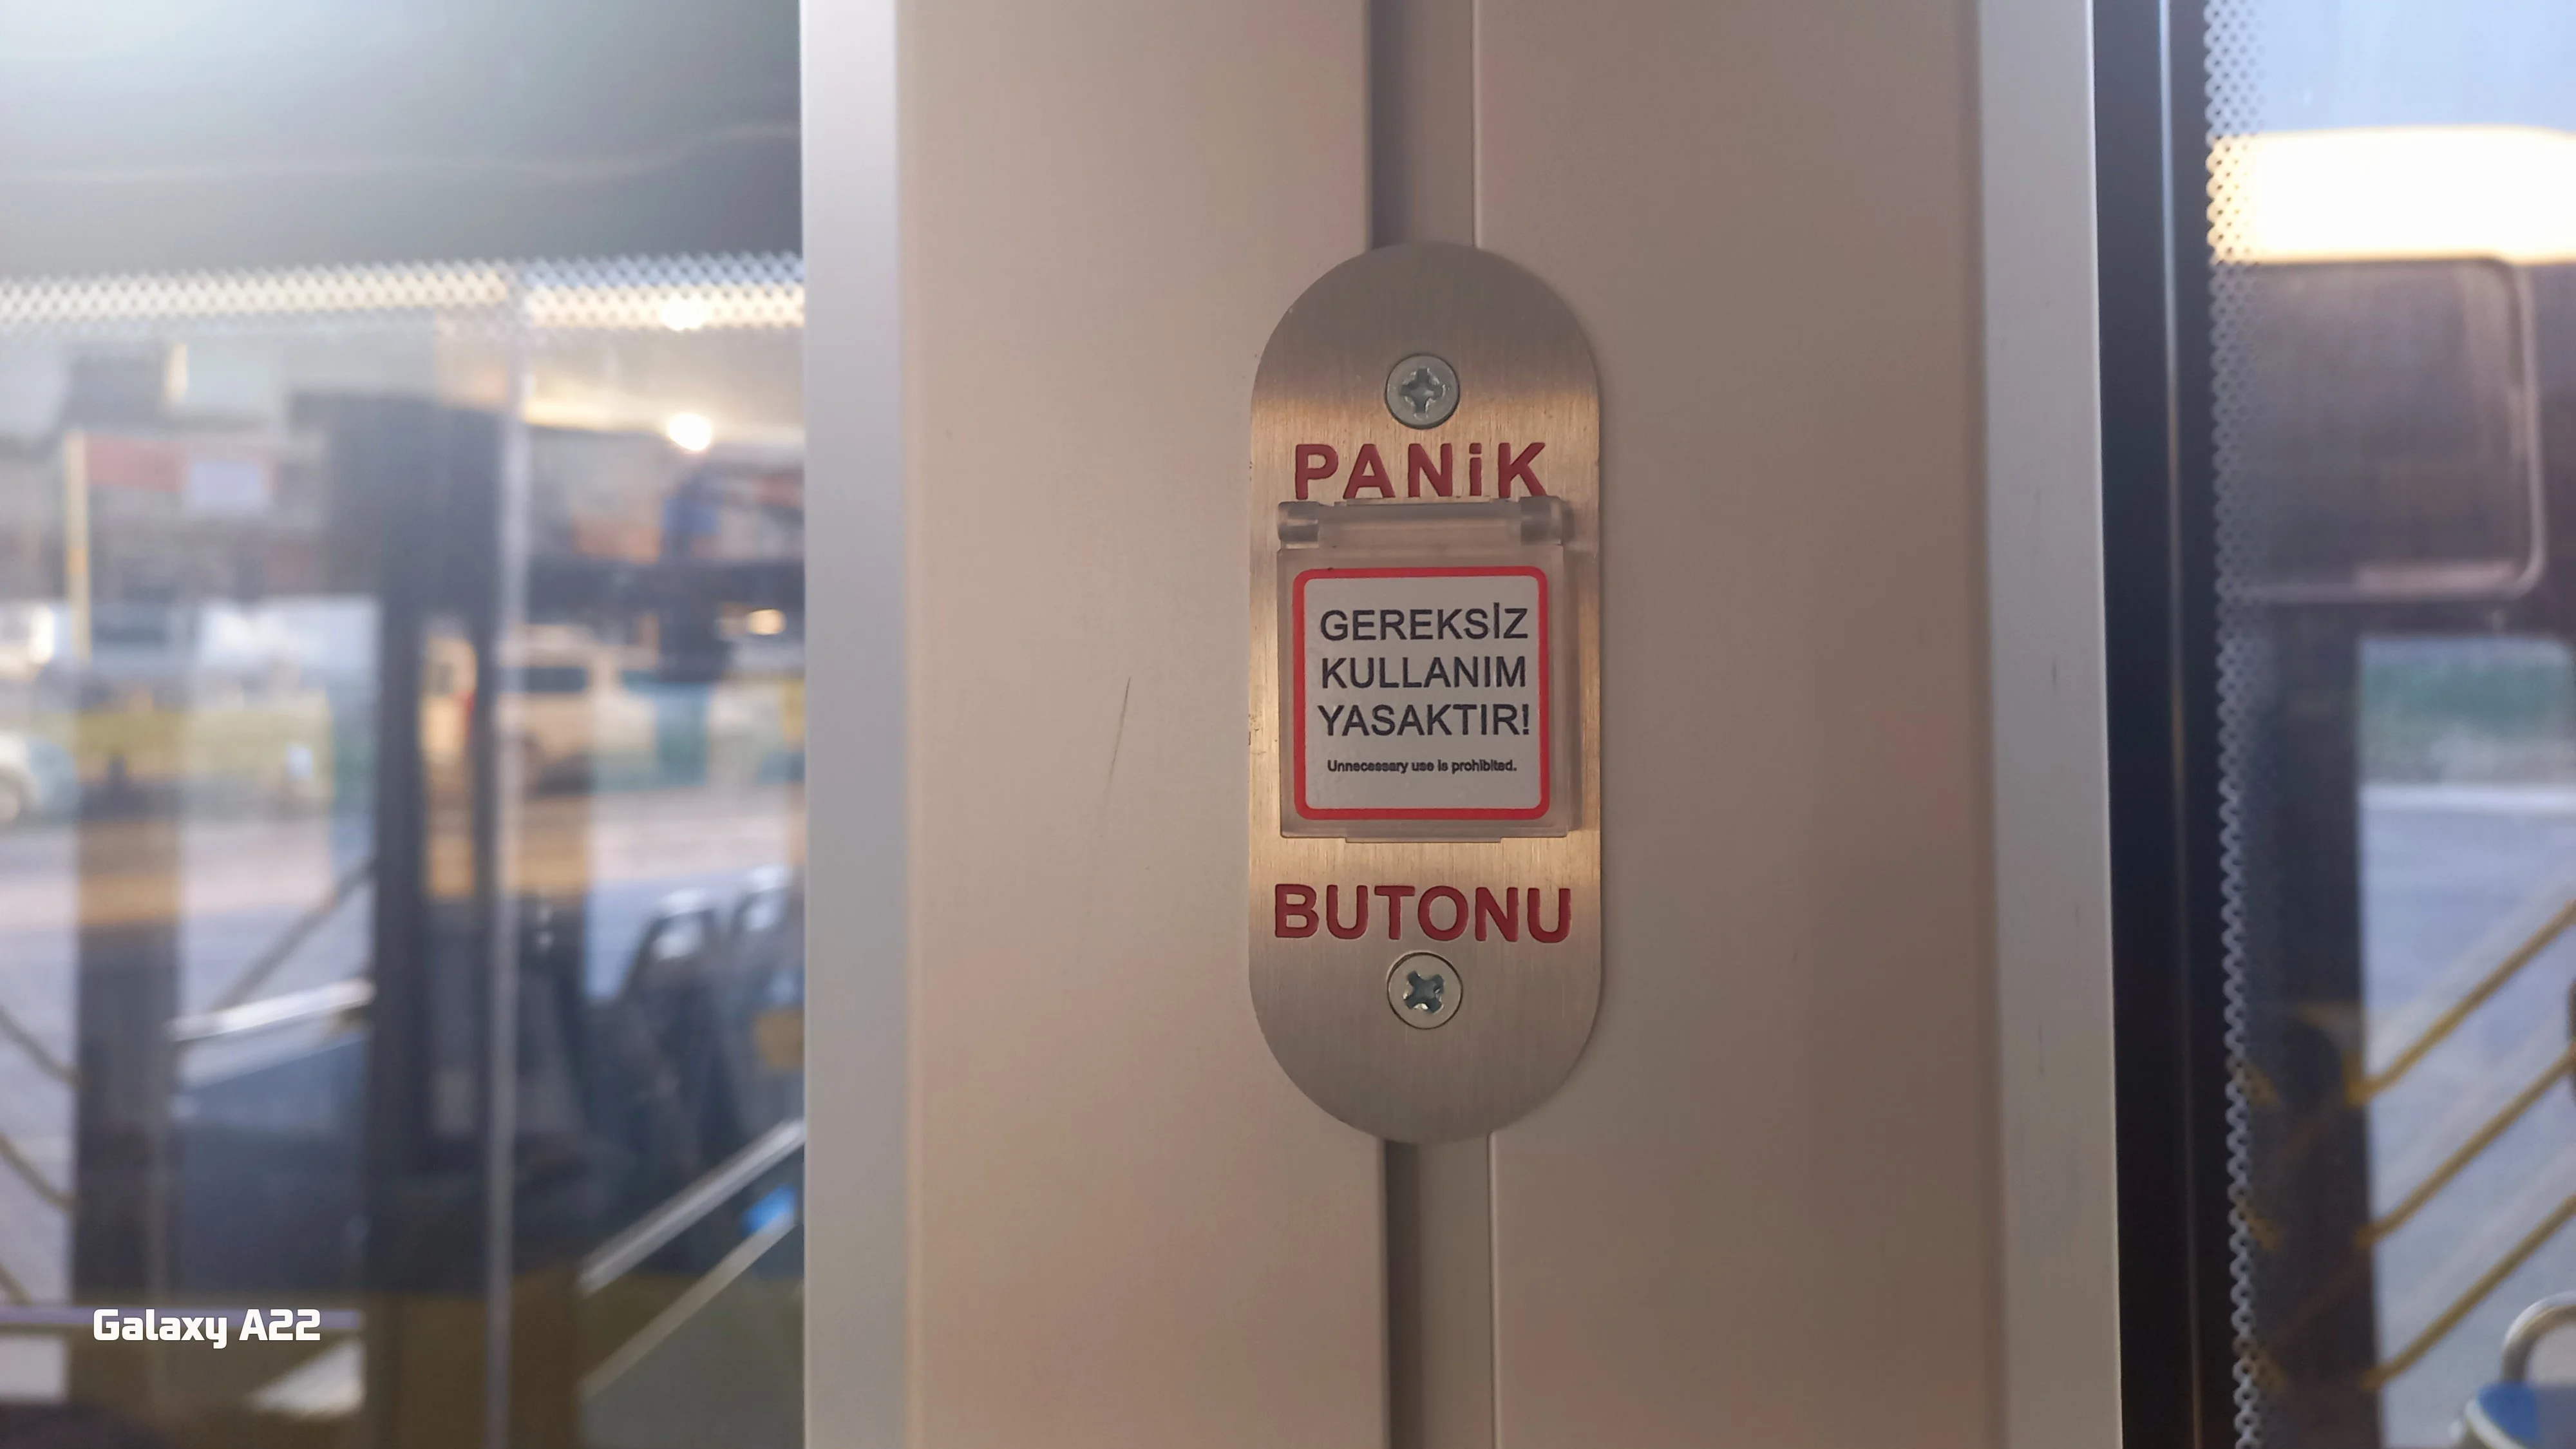 PANiK
GEREKSİZ
KULLANIM
YASAKTIR!
Unnecessary use is prohibited.
BUTONU
Galaxy A22